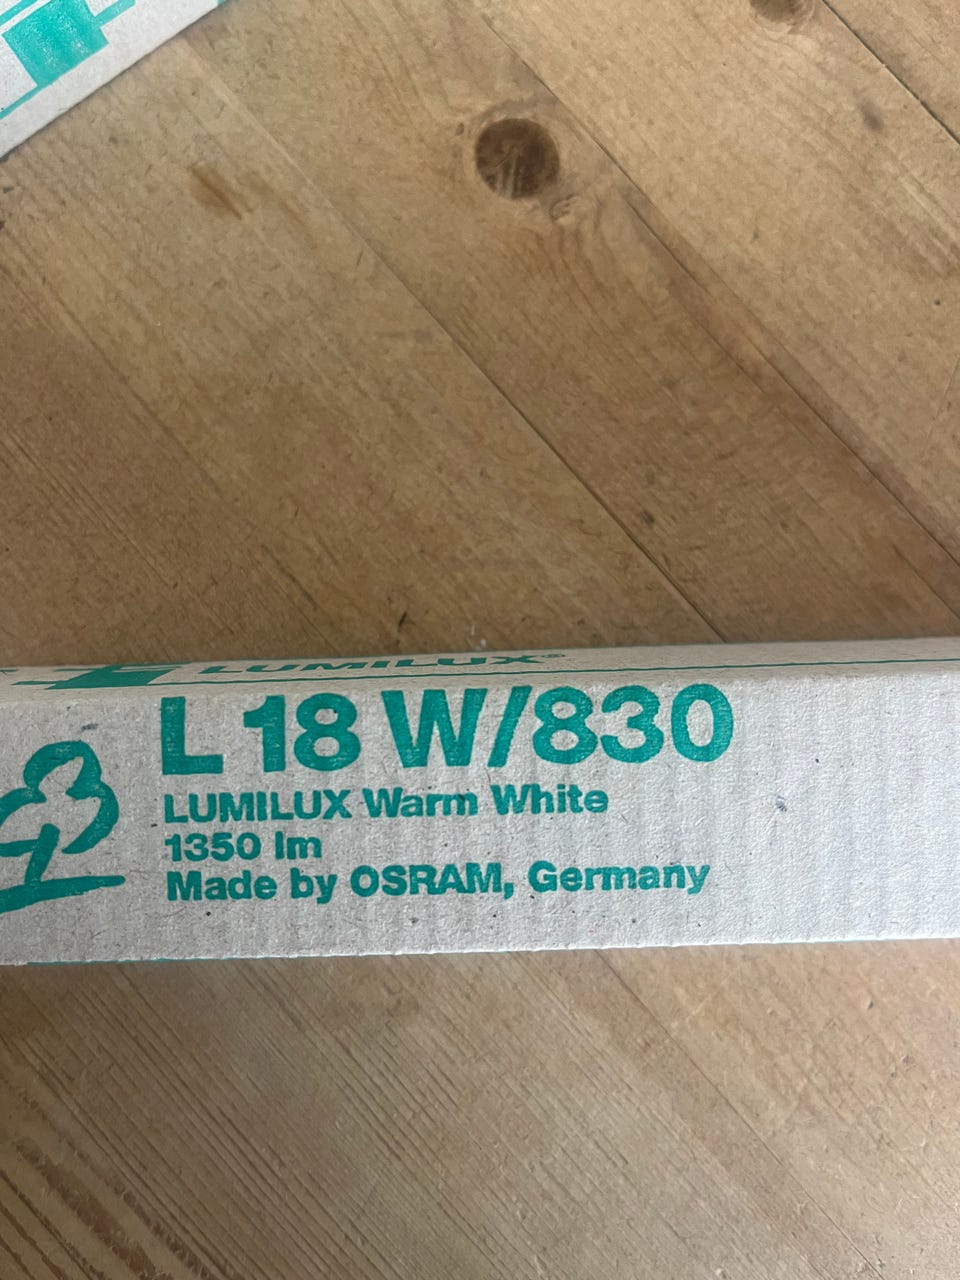 LUMILUX®
L 18 W/830
LUMILUX Warm White
1350 lm
Made by OSRAM, Germany